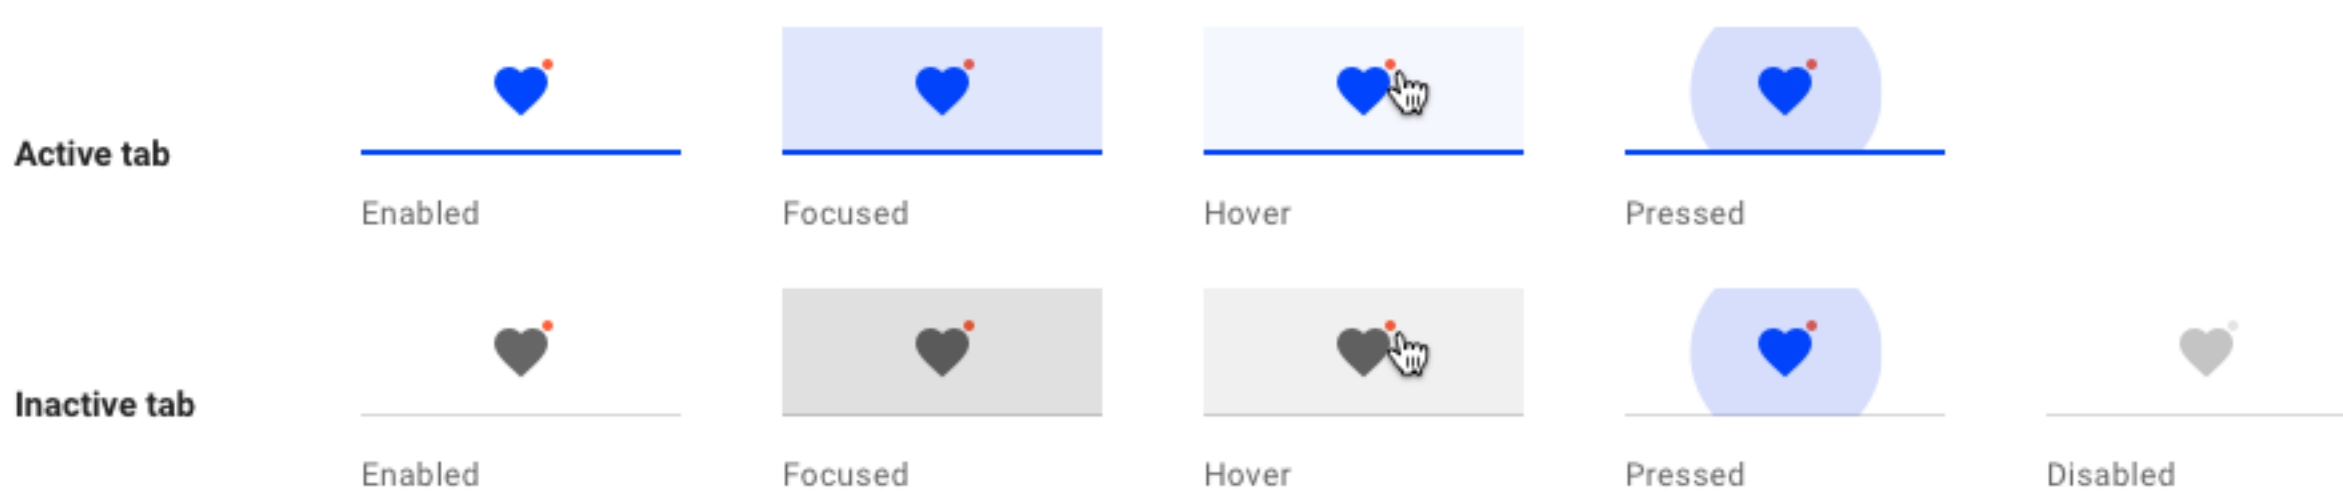 Active tab
Enabled
Focused
Hover
Pressed
Inactive tab
Enabled
Focused
Hover
Pressed
Disabled